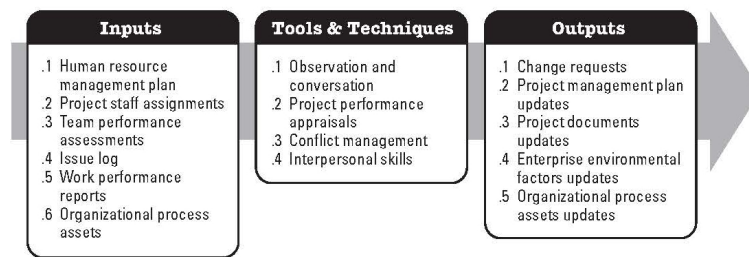 Inputs
.1 Human resource
management plan
.2 Project staff assignments
.3 Team performance
assessments
.4 Issue log
.5 Work performance
reports
.6 Organizational process
assets
Tools & Techniques
.1 Observation and
conversation
.2 Project performance
appraisals
.3 Conflict management
.4 Interpersonal skills
Outputs
.1 Change requests
.2 Project management plan
updates
.3 Project documents
updates
.4 Enterprise environmental
factors updates
.5 Organizational process
assets updates